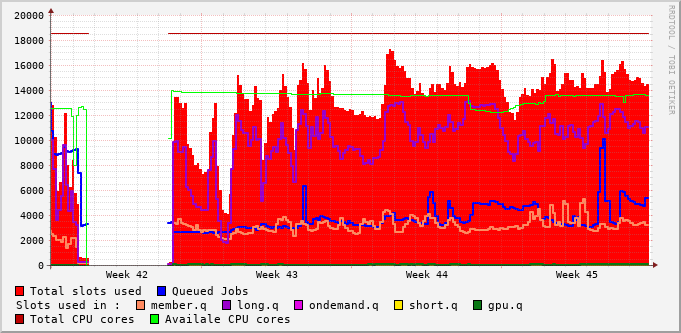 RRDTOOL / TOBI OETIKER
20000
18000
16000
14000
12000
10000
8000
6000
4000
2000
0
Week 42 Week 43 Week 44 Week 45
Total slots used Queued Jobs
Slots used in : member.q long.q ondemand.q short.q gpu.q
Total CPU cores Availale CPU cores